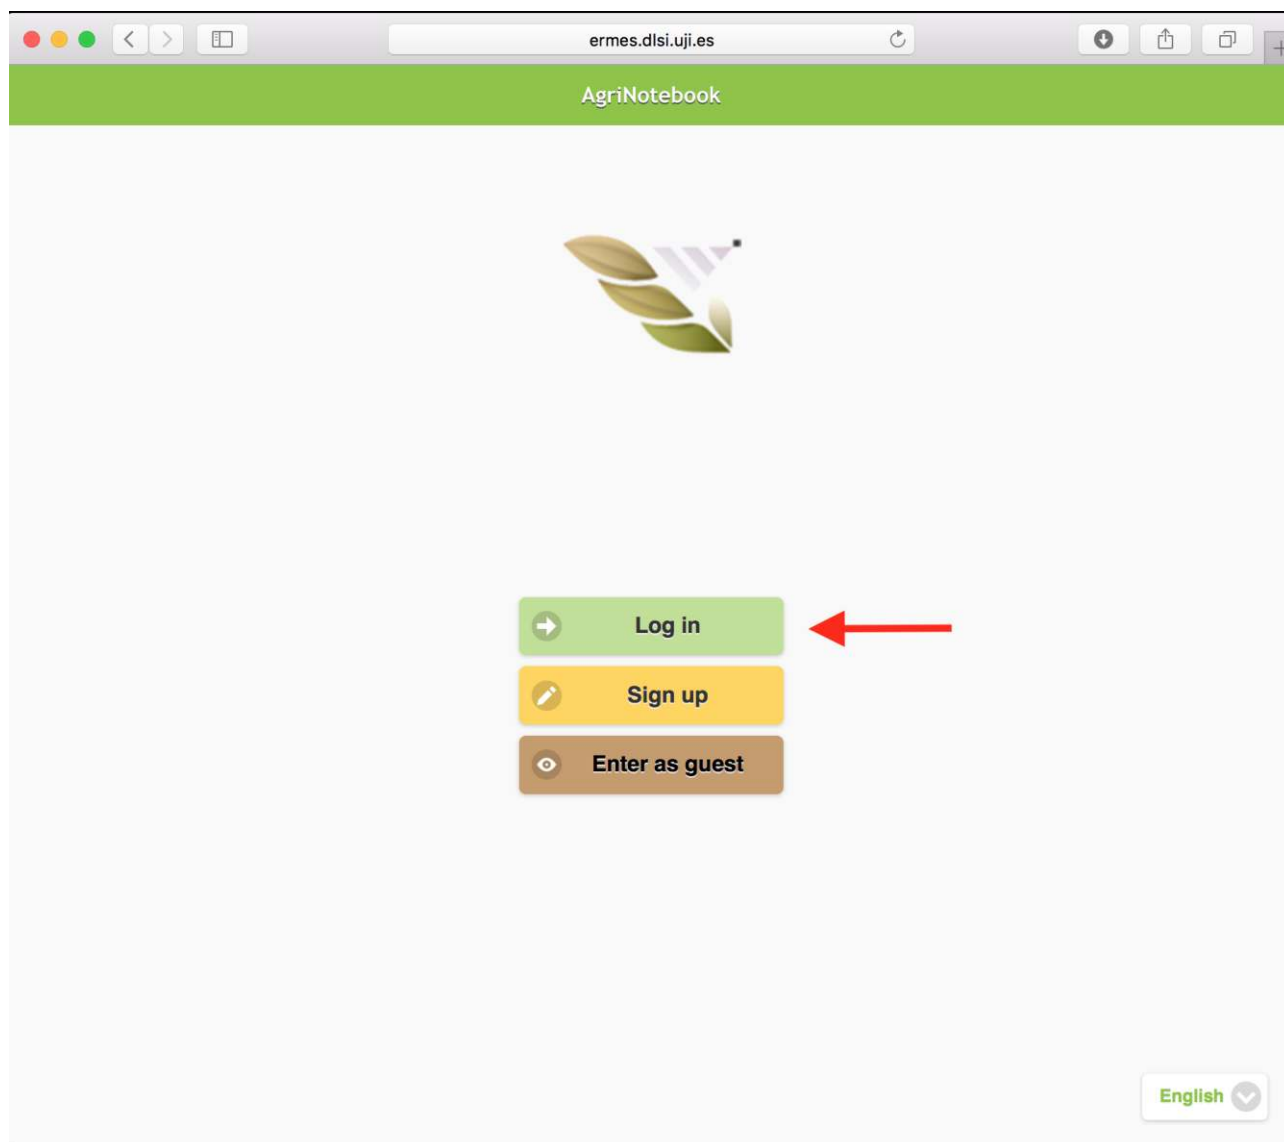 ermes.dlsi.uji.es
AgriNotebook
Log in
Sign up
Enter as guest
English